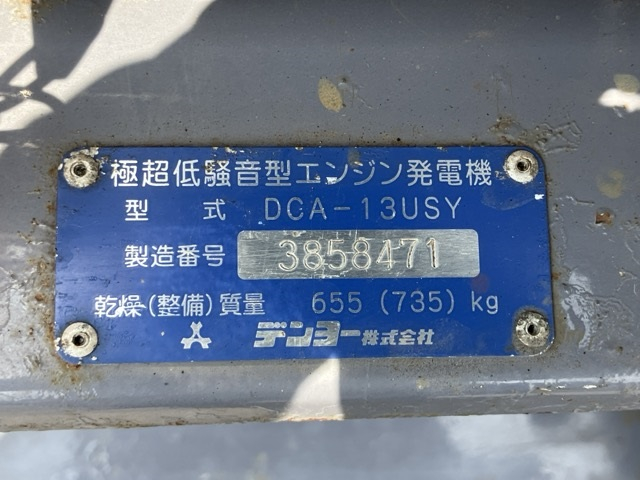 極超低騒音型エンジン発電機
型 式 DCA-13USY
製造番号 3858471
乾燥(整備)質量 655 (735) kg
デンヨー株式会社